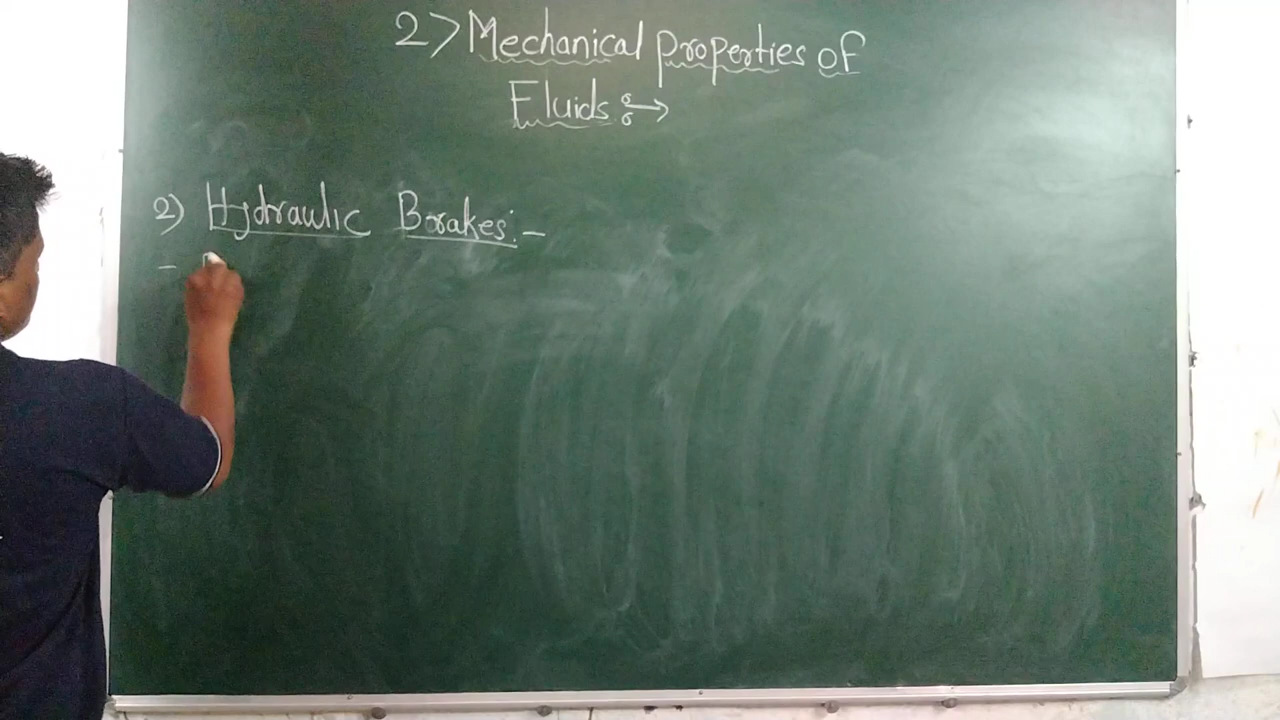 2) Mechanical properties of
Fluids :→
2) Hydraulic Brakes:-
-